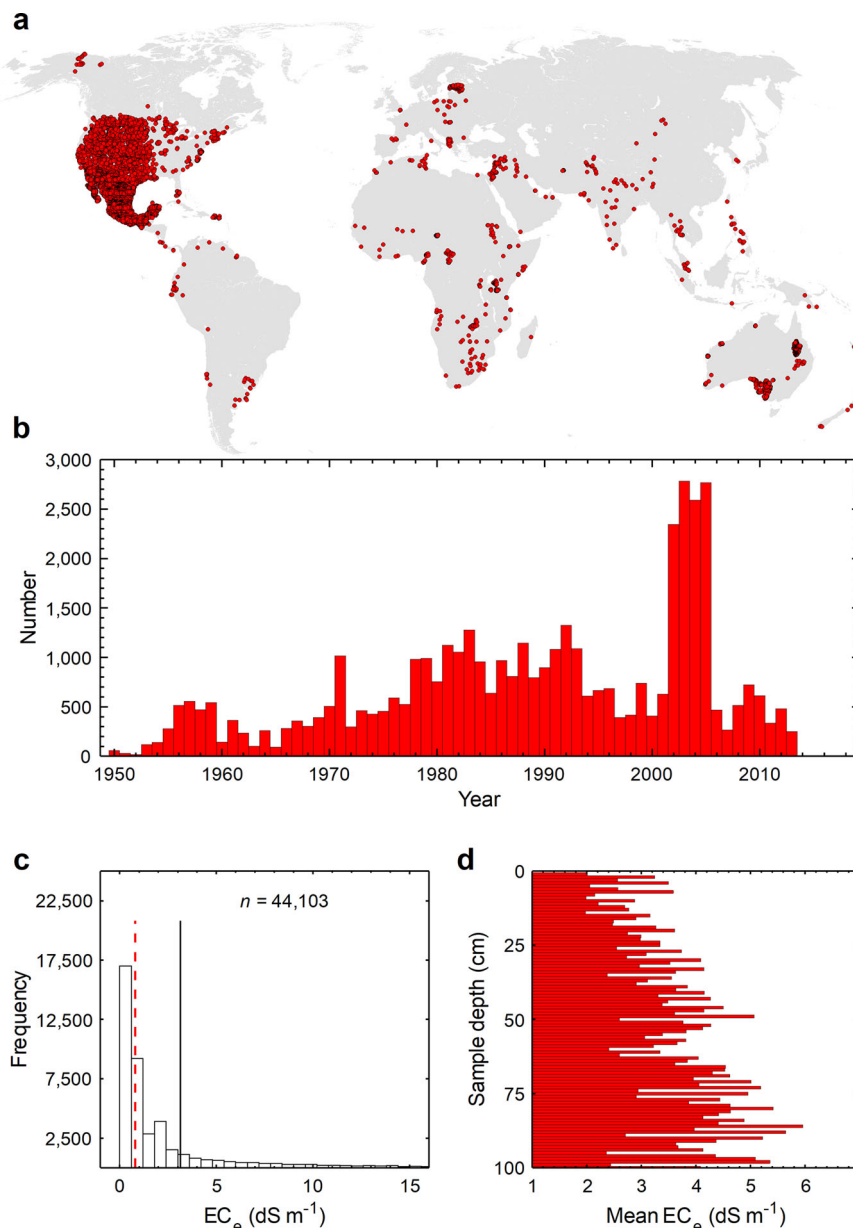 a
b
3,000
2,500
2,000
1,500
1,000
500
0
Number
1950 1960 1970 1980 1990 2000 2010
Year
c
n = 44,103
22,500
17,500
12,500
7,500
2,500
Frequency
0 5 10 15
ECe (dS m⁻¹)
d
0
25
50
75
100
Sample depth (cm)
1 2 3 4 5 6
Mean ECe (dS m⁻¹)